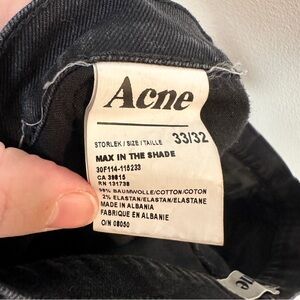 Acne
STORLEK / SIZE / TAILLE 33/32
MAX IN THE SHADE
30F114-115233
CA 39815
RN 131738
98% BAUMWOLLE/COTTON/COTON
2% ELASTAN/ELASTAN/ELASTANE
MADE IN ALBANIA
FABRIQUE EN ALBANIE
O/N 08050